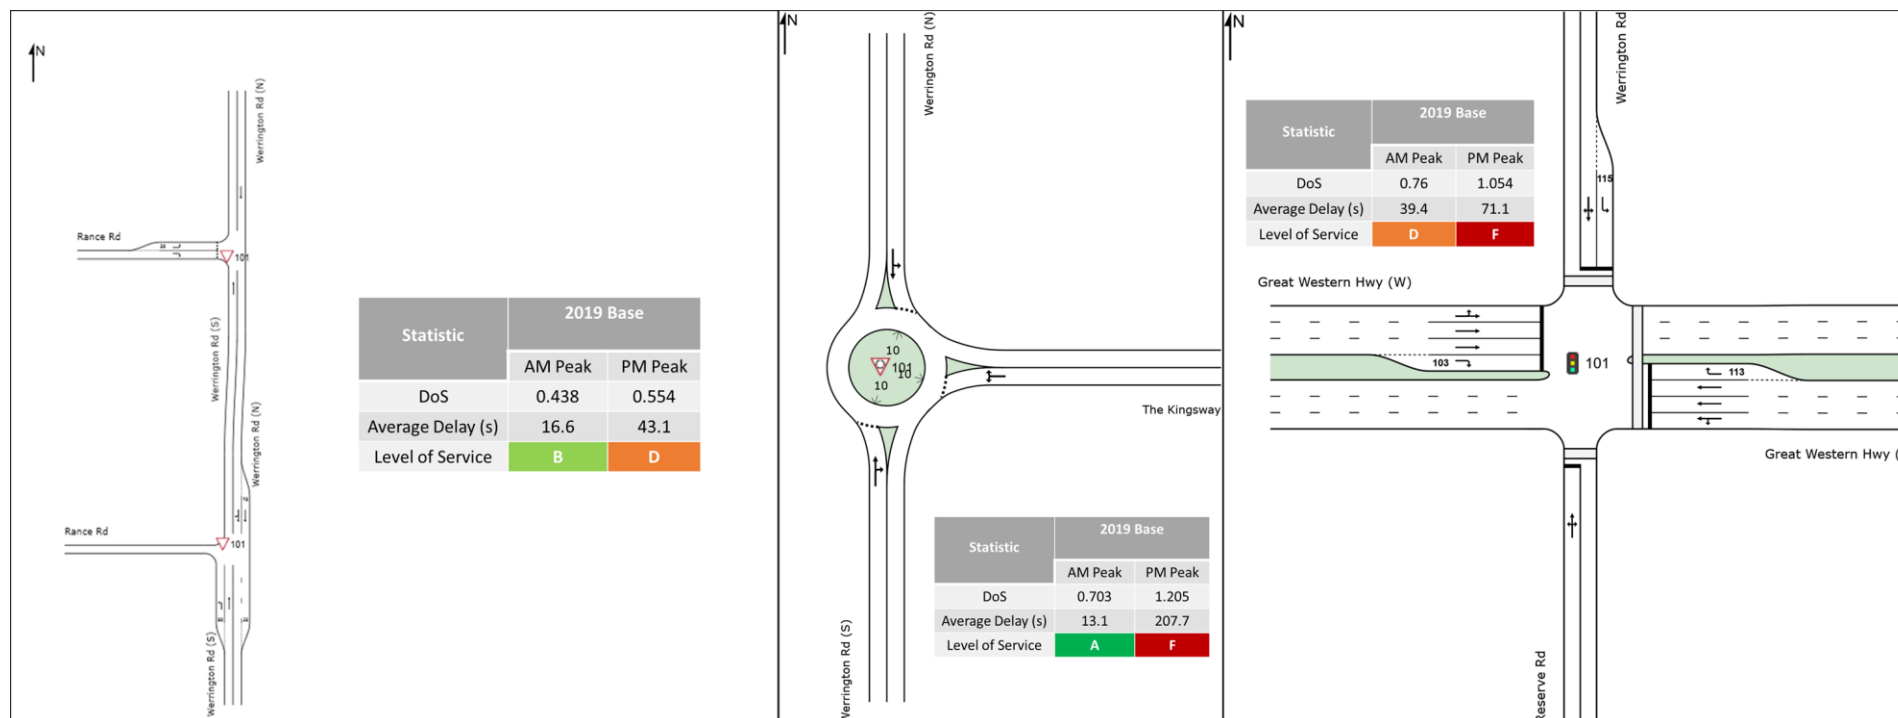 N
Werrington Rd (N)
Rance Rd
101
Werrington Rd (S)
Werrington Rd (N)
Rance Rd
101
Werrington Rd (S)
Statistic
2019 Base
AM Peak PM Peak
DoS 0.438 0.554
Average Delay (s) 16.6 43.1
Level of Service B D
N
Werrington Rd (N)
10
101
10
10
The Kingsway
Werrington Rd (S)
Statistic
2019 Base
AM Peak PM Peak
DoS 0.703 1.205
Average Delay (s) 13.1 207.7
Level of Service A F
N
Werrington Rd
Statistic
2019 Base
AM Peak PM Peak
DoS 0.76 1.054
Average Delay (s) 39.4 71.1
Level of Service D F
115
Great Western Hwy (W)
103
101
113
Great Western Hwy (
Reserve Rd